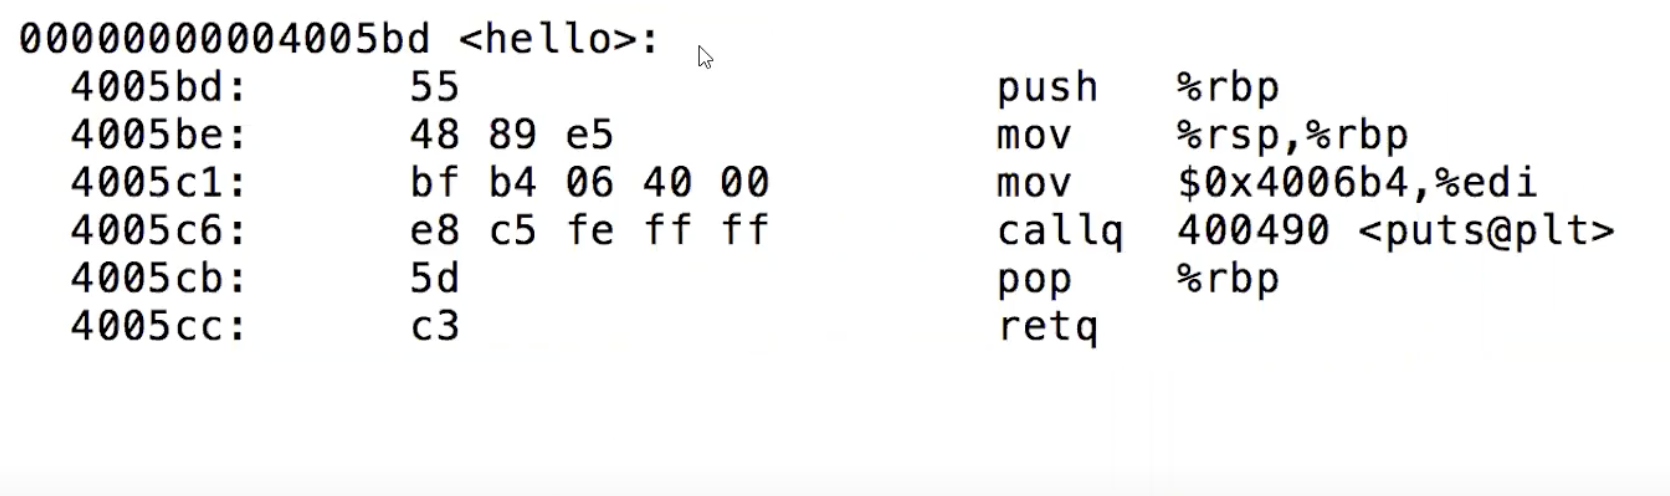 00000000004005bd <hello>:
4005bd: 55 push %rbp
4005be: 48 89 e5 mov %rsp,%rbp
4005c1: bf b4 06 40 00 mov $0x4006b4,%edi
4005c6: e8 c5 fe ff ff callq 400490 <puts@plt>
4005cb: 5d pop %rbp
4005cc: c3 retq